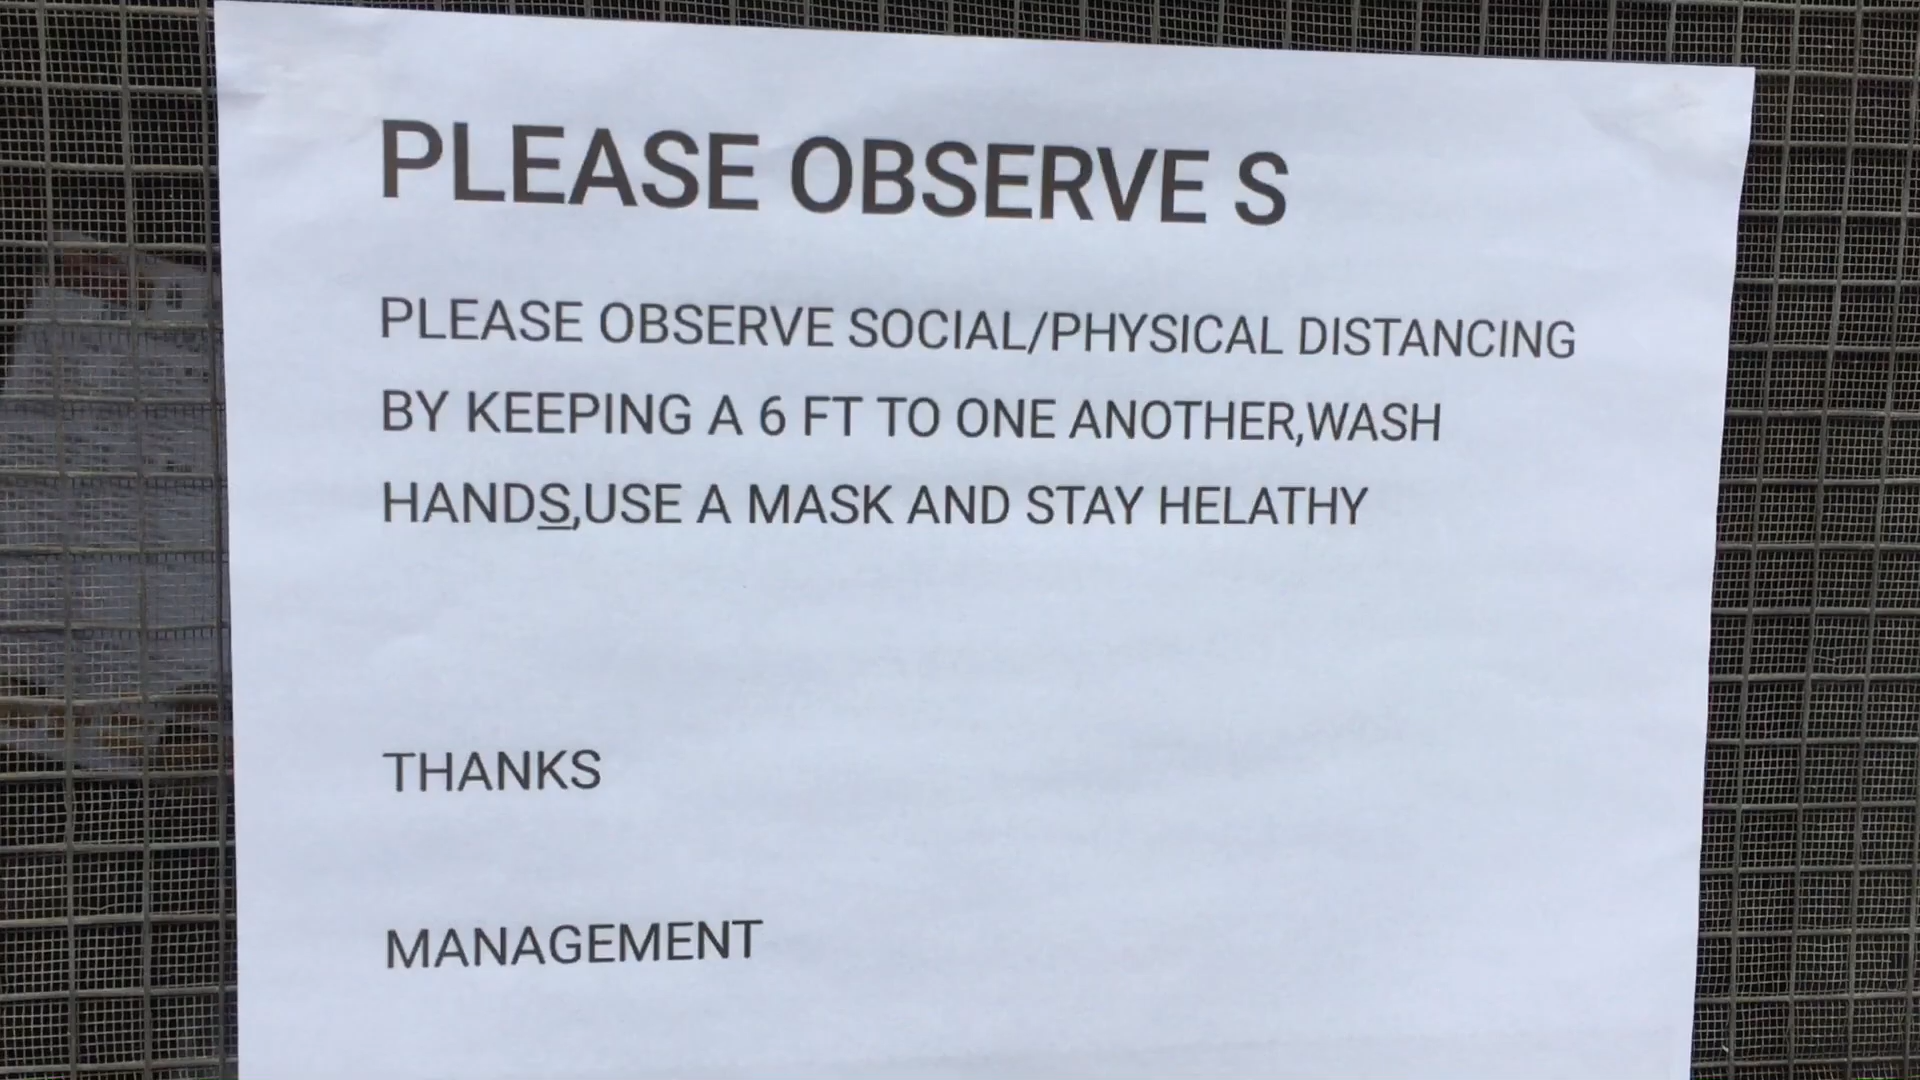 PLEASE OBSERVE S
PLEASE OBSERVE SOCIAL/PHYSICAL DISTANCING
BY KEEPING A 6 FT TO ONE ANOTHER,WASH
HANDS,USE A MASK AND STAY HELATHY
THANKS
MANAGEMENT